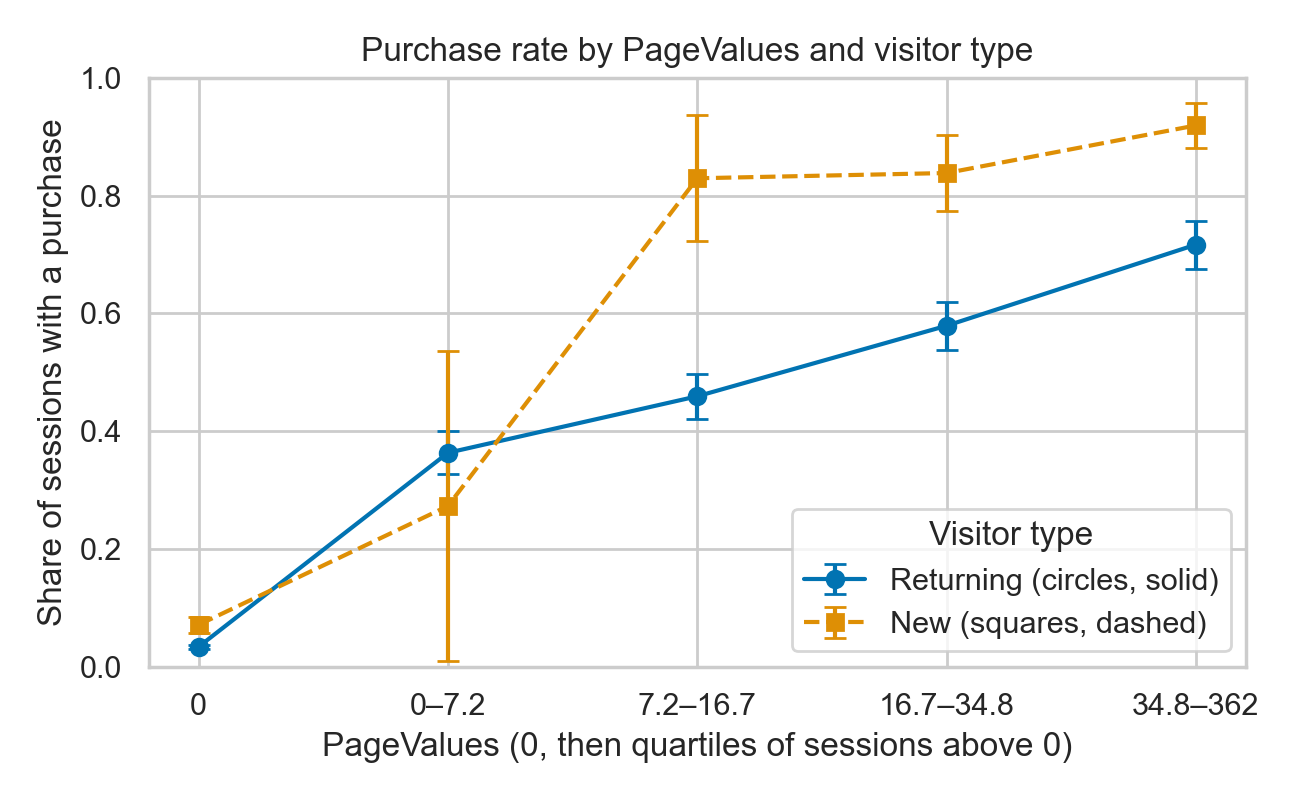 Purchase rate by PageValues and visitor type
1.0
0.8
0.6
0.4
0.2
0.0
Share of sessions with a purchase
Visitor type
Returning (circles, solid)
New (squares, dashed)
0 0–7.2 7.2–16.7 16.7–34.8 34.8–362
PageValues (0, then quartiles of sessions above 0)